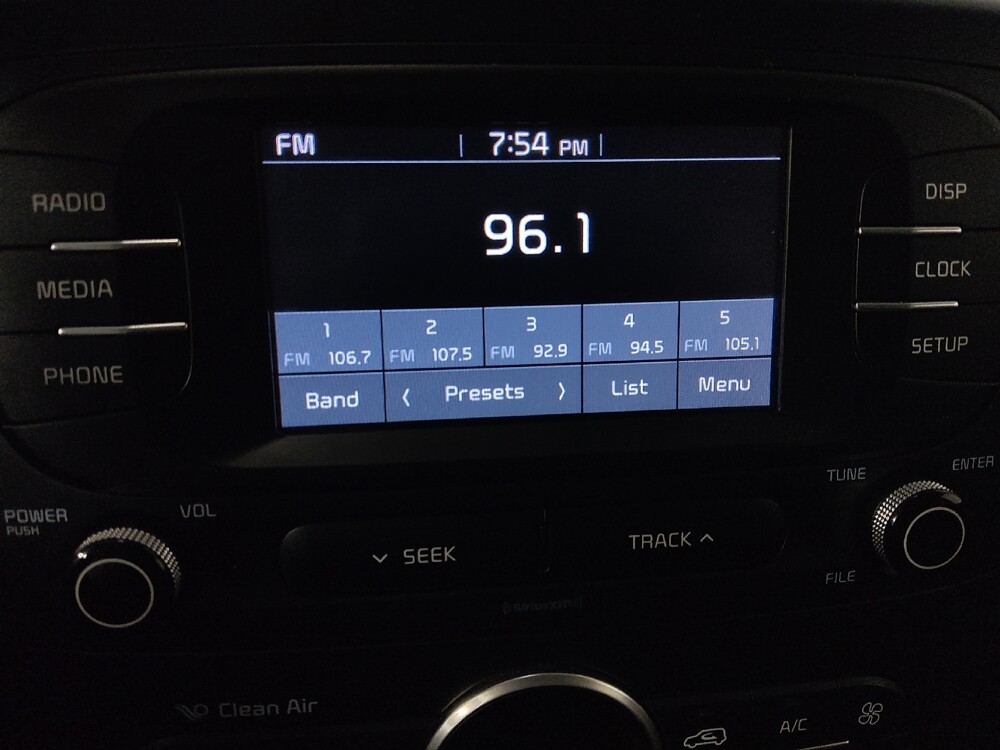 FM 7:54 PM
RADIO
DISP
96.1
MEDIA
CLOCK
1 2 3 4 5
FM 106.7 FM 107.5 FM 92.9 FM 94.5 FM 105.1
SETUP
PHONE
Band ‹ Presets › List Menu
TUNE ENTER
POWER VOL
PUSH
SEEK TRACK
FILE
SiriusXM
Clean Air
A/C